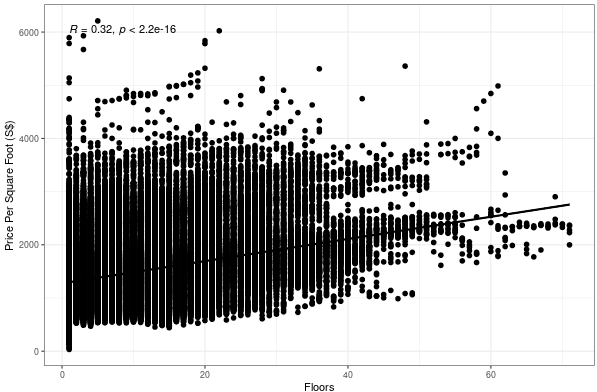 R = 0.32, p < 2.2e-16
6000
4000
2000
0
Price Per Square Foot (S$)
0 20 40 60
Floors